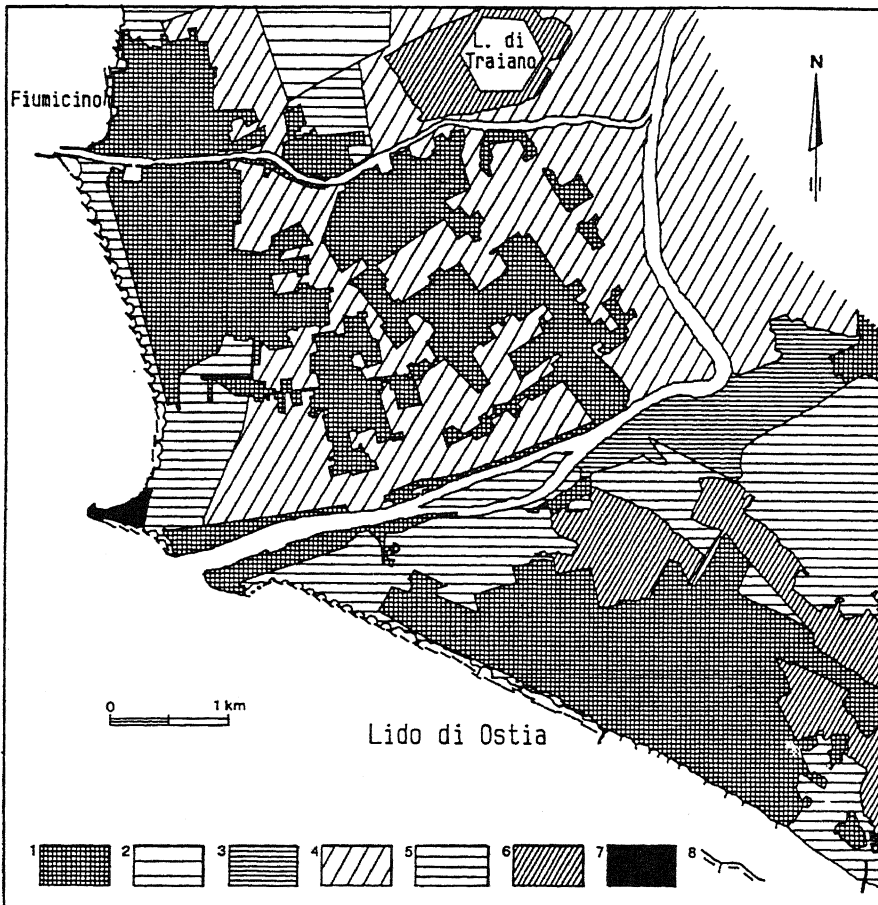 L. di
Traiano
N
Fiumicino
0 1 km
Lido di Ostia
1 2 3 4 5 6 7 8